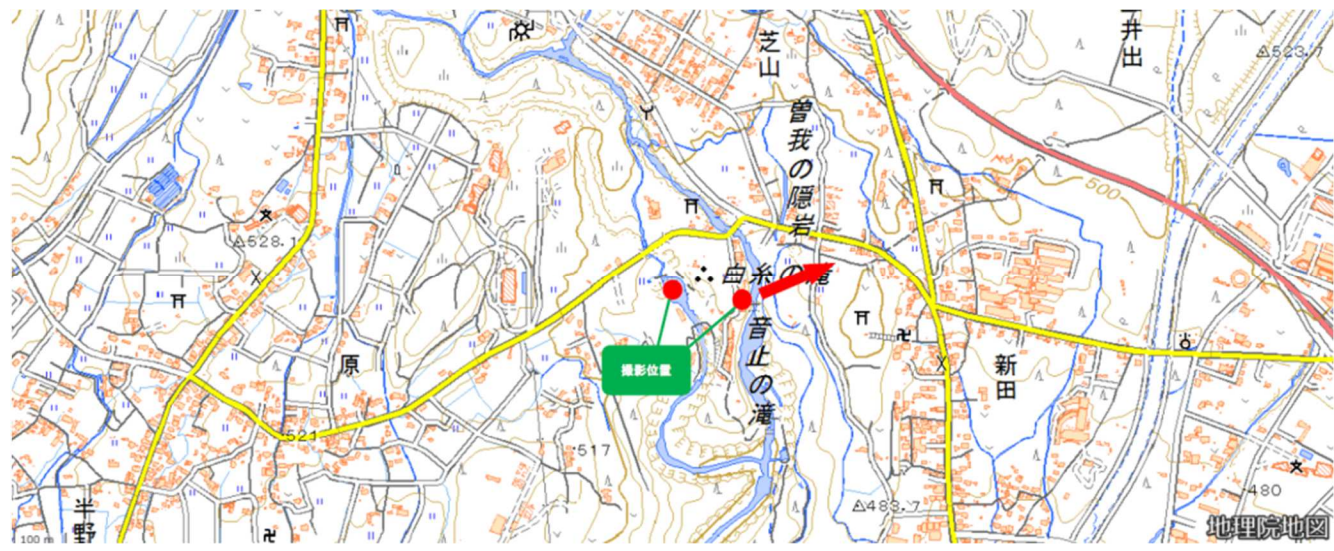 芝山
井出
523.7
曽我の隠岩
500
528.1
白糸の滝
音止の滝
撮影位置
原
新田
521
517
半野
483.7
480
100 m
地理院地図